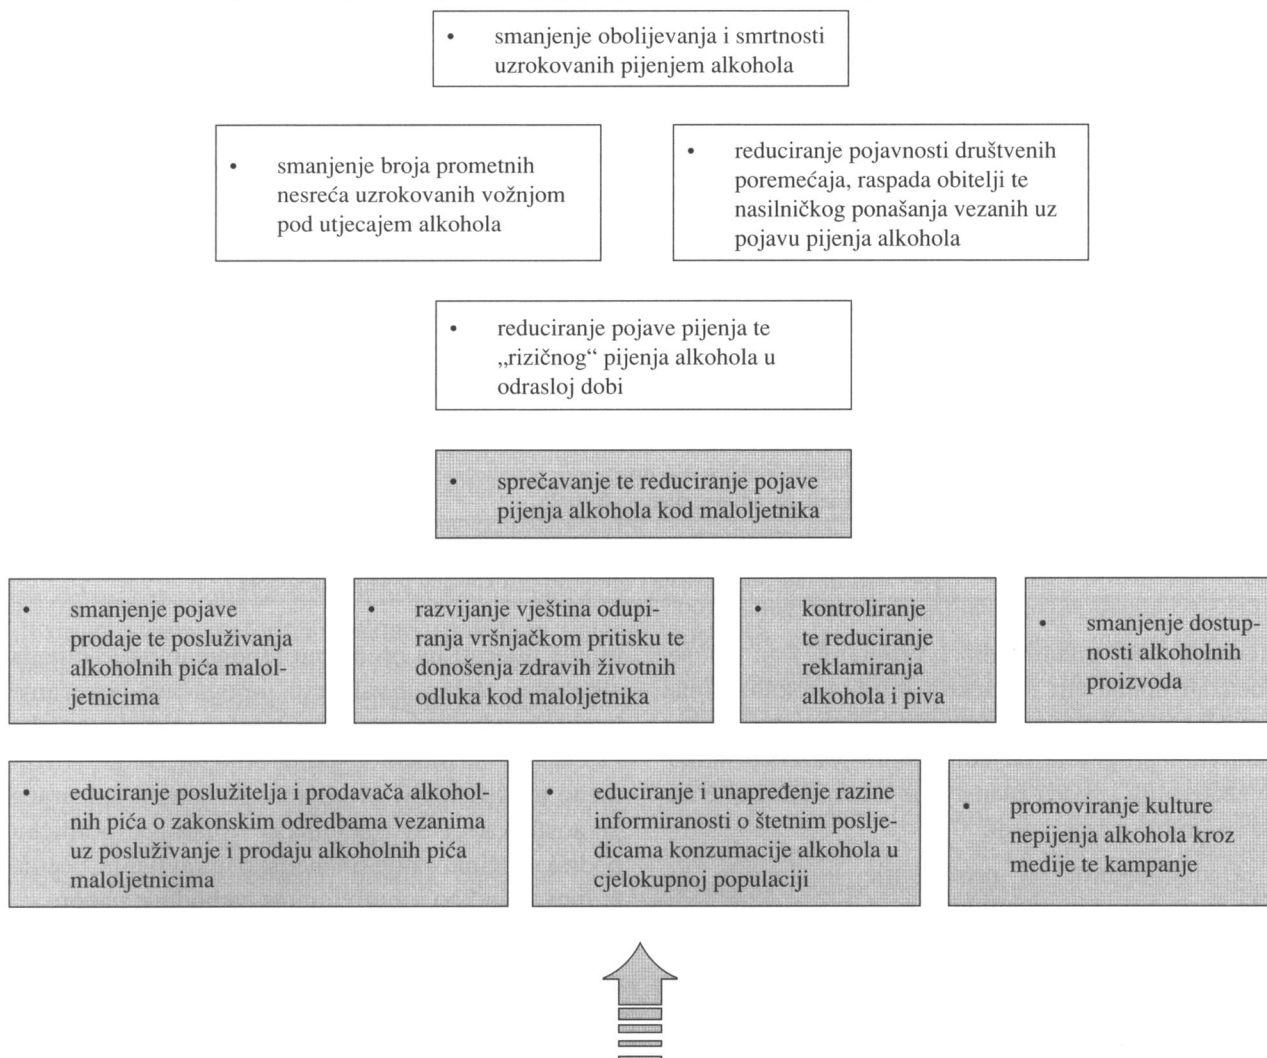 • smanjenje obolijevanja i smrtnosti
uzrokovanih pijenjem alkohola
• smanjenje broja prometnih
nesreća uzrokovanih vožnjom
pod utjecajem alkohola
• reduciranje pojavnosti društvenih
poremećaja, raspada obitelji te
nasilničkog ponašanja vezanih uz
pojavu pijenja alkohola
• reduciranje pojave pijenja te
„rizičnog“ pijenja alkohola u
odrasloj dobi
• sprečavanje te reduciranje pojave
pijenja alkohola kod maloljetnika
• smanjenje pojave
prodaje te posluživanja
alkoholnih pića malol-
jetnicima
• razvijanje vještina odupi-
ranja vršnjačkom pritisku te
donošenja zdravih životnih
odluka kod maloljetnika
• kontroliranje
te reduciranje
reklamiranja
alkohola i piva
• smanjenje dostup-
nosti alkoholnih
proizvoda
• educiranje poslužitelja i prodavača alkohol-
nih pića o zakonskim odredbama vezanima
uz posluživanje i prodaju alkoholnih pića
maloljetnicima
• educiranje i unapređenje razine
informiranosti o štetnim poslje-
dicama konzumacije alkohola u
cjelokupnoj populaciji
• promoviranje kulture
nepijenja alkohola kroz
medije te kampanje